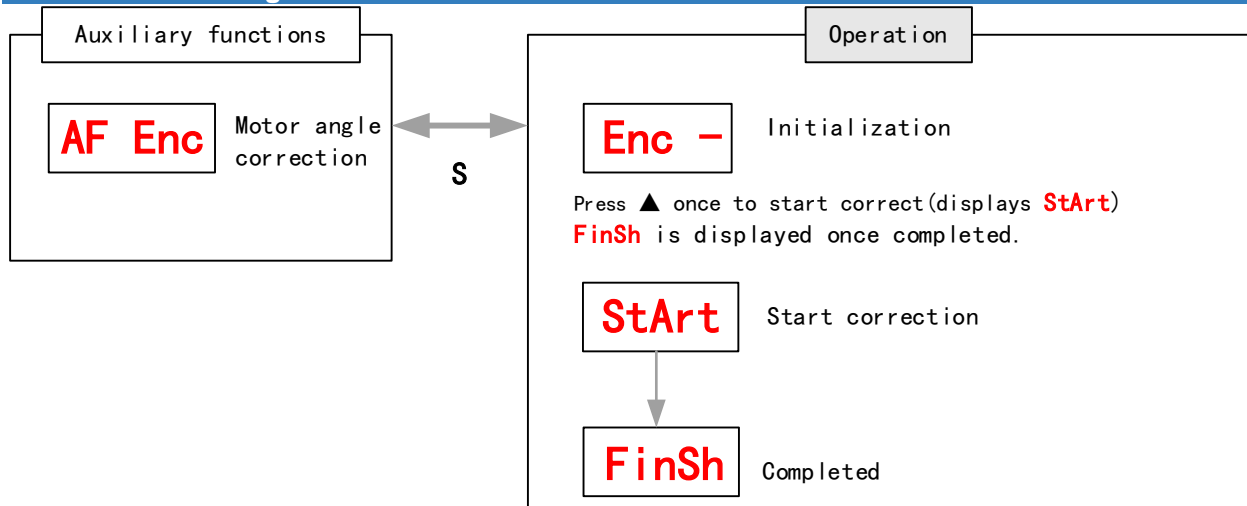 Auxiliary functions
AF Enc
Motor angle
correction
S
Operation
Enc -
Initialization
Press ▲ once to start correct(displays StArt)
FinSh is displayed once completed.
StArt
Start correction
FinSh
Completed